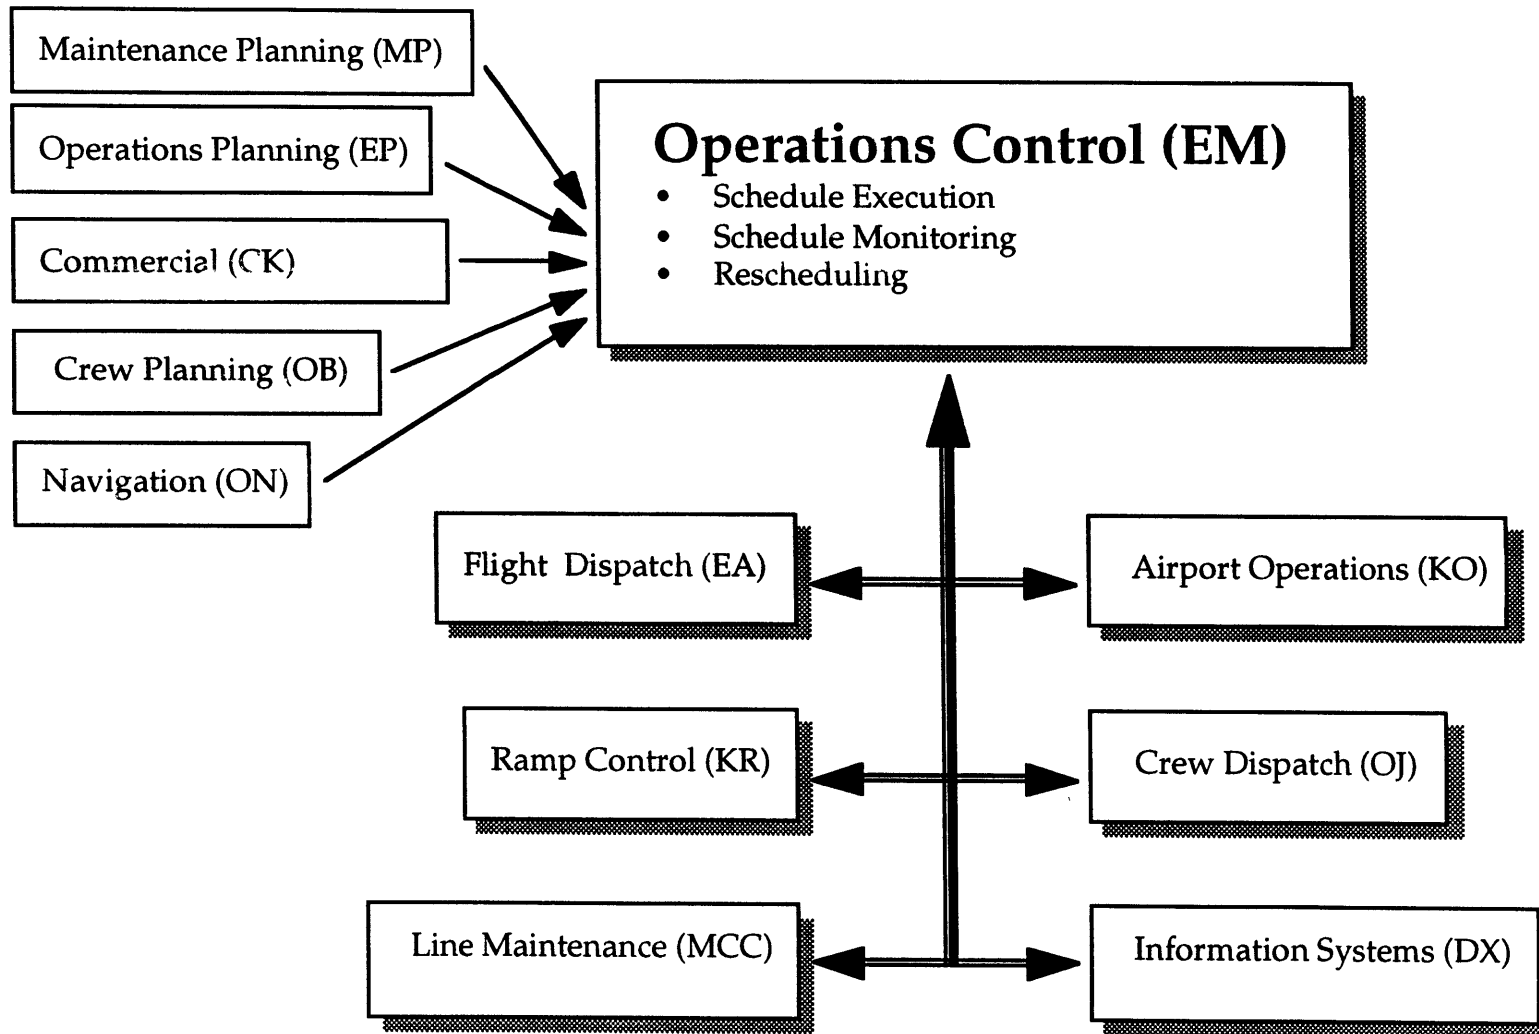 Maintenance Planning (MP)
Operations Planning (EP)
Commercial (CK)
Crew Planning (OB)
Navigation (ON)
Operations Control (EM)
• Schedule Execution
• Schedule Monitoring
• Rescheduling
Flight Dispatch (EA)
Airport Operations (KO)
Ramp Control (KR)
Crew Dispatch (OJ)
Line Maintenance (MCC)
Information Systems (DX)